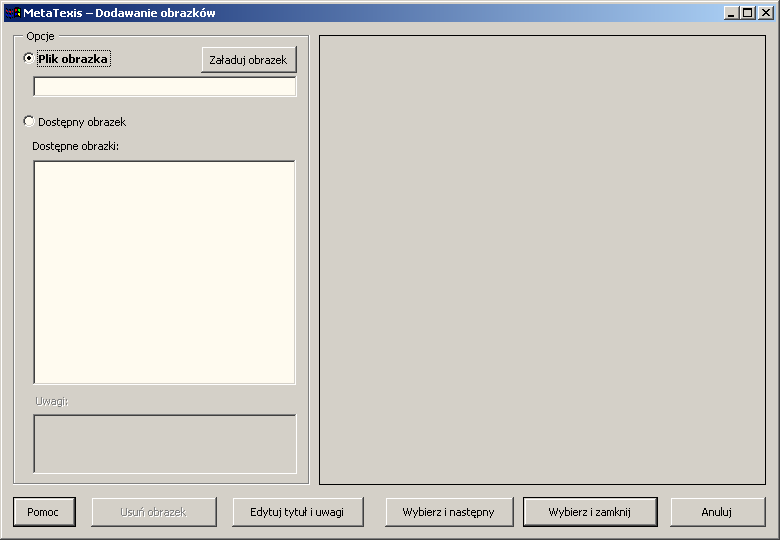 MetaTexis – Dodawanie obrazków
Opcje
Plik obrazka
Załaduj obrazek
Dostępny obrazek
Dostępne obrazki:
Uwagi:
Pomoc
Usuń obrazek
Edytuj tytuł i uwagi
Wybierz i następny
Wybierz i zamknij
Anuluj